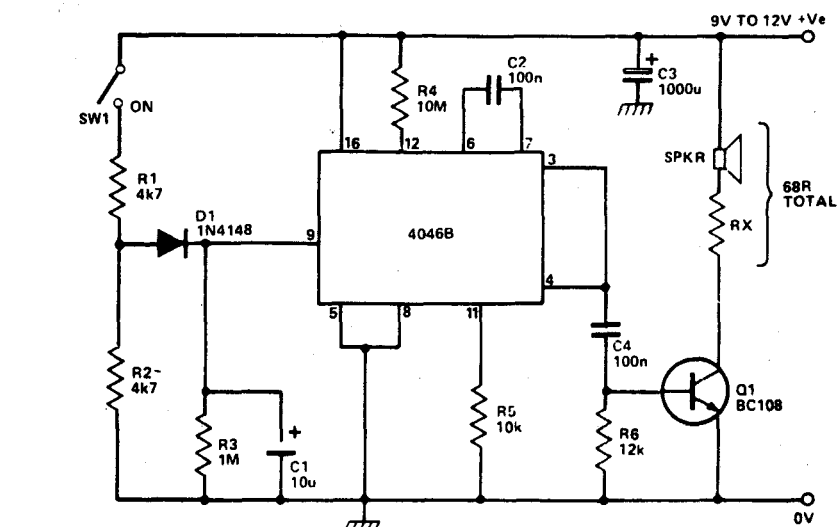 9V TO 12V +Ve
C2
100n
+
C3
1000u
R4
10M
ON
SW1
16
12
6
7
3
SPKR
68R
TOTAL
R1
4k7
D1
1N4148
RX
9
4046B
4
5
8
11
C4
100n
R2
4k7
Q1
BC108
R5
10k
+
R3
1M
R6
12k
C1
10u
0V